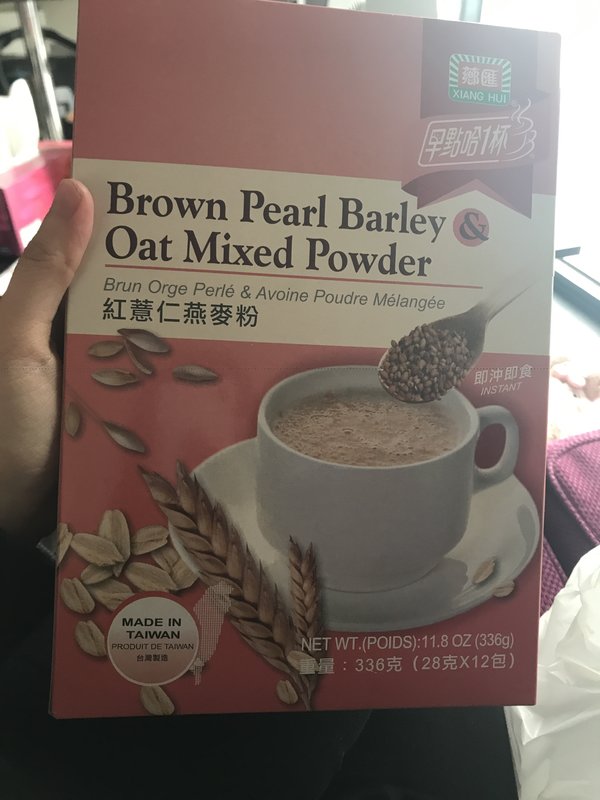 薌匯
XIANG HUI
早點哈1杯
Brown Pearl Barley &
Oat Mixed Powder
Brun Orge Perlé & Avoine Poudre Mélangée
紅薏仁燕麥粉
即沖即食
INSTANT
MADE IN
TAIWAN
PRODUIT DE TAIWAN
台灣製造
NET WT.(POIDS):11.8 OZ (336g)
重量：336克（28克X12包）